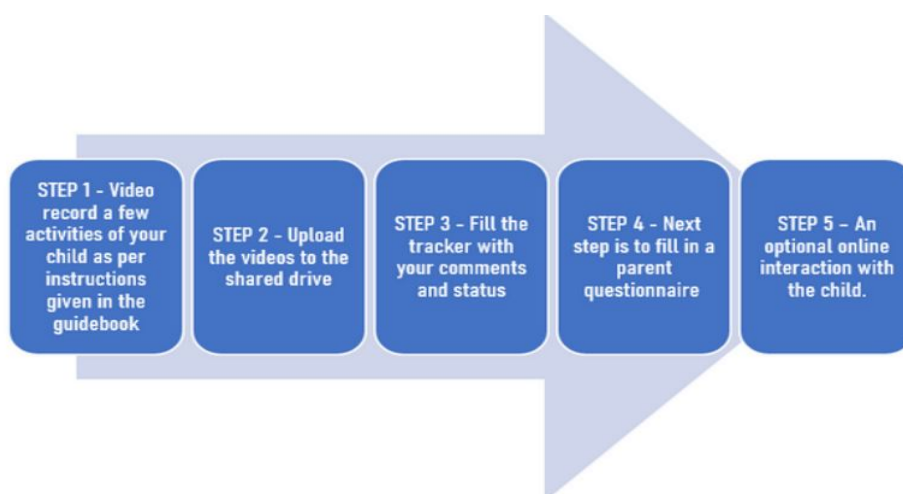 STEP 1 - Video
record a few
activities of your
child as per
instructions
given in the
guidebook
STEP 2 - Upload
the videos to the
shared drive
STEP 3 - Fill the
tracker with
your comments
and status
STEP 4 - Next
step is to fill in a
parent
questionnaire
STEP 5 – An
optional online
interaction with
the child.